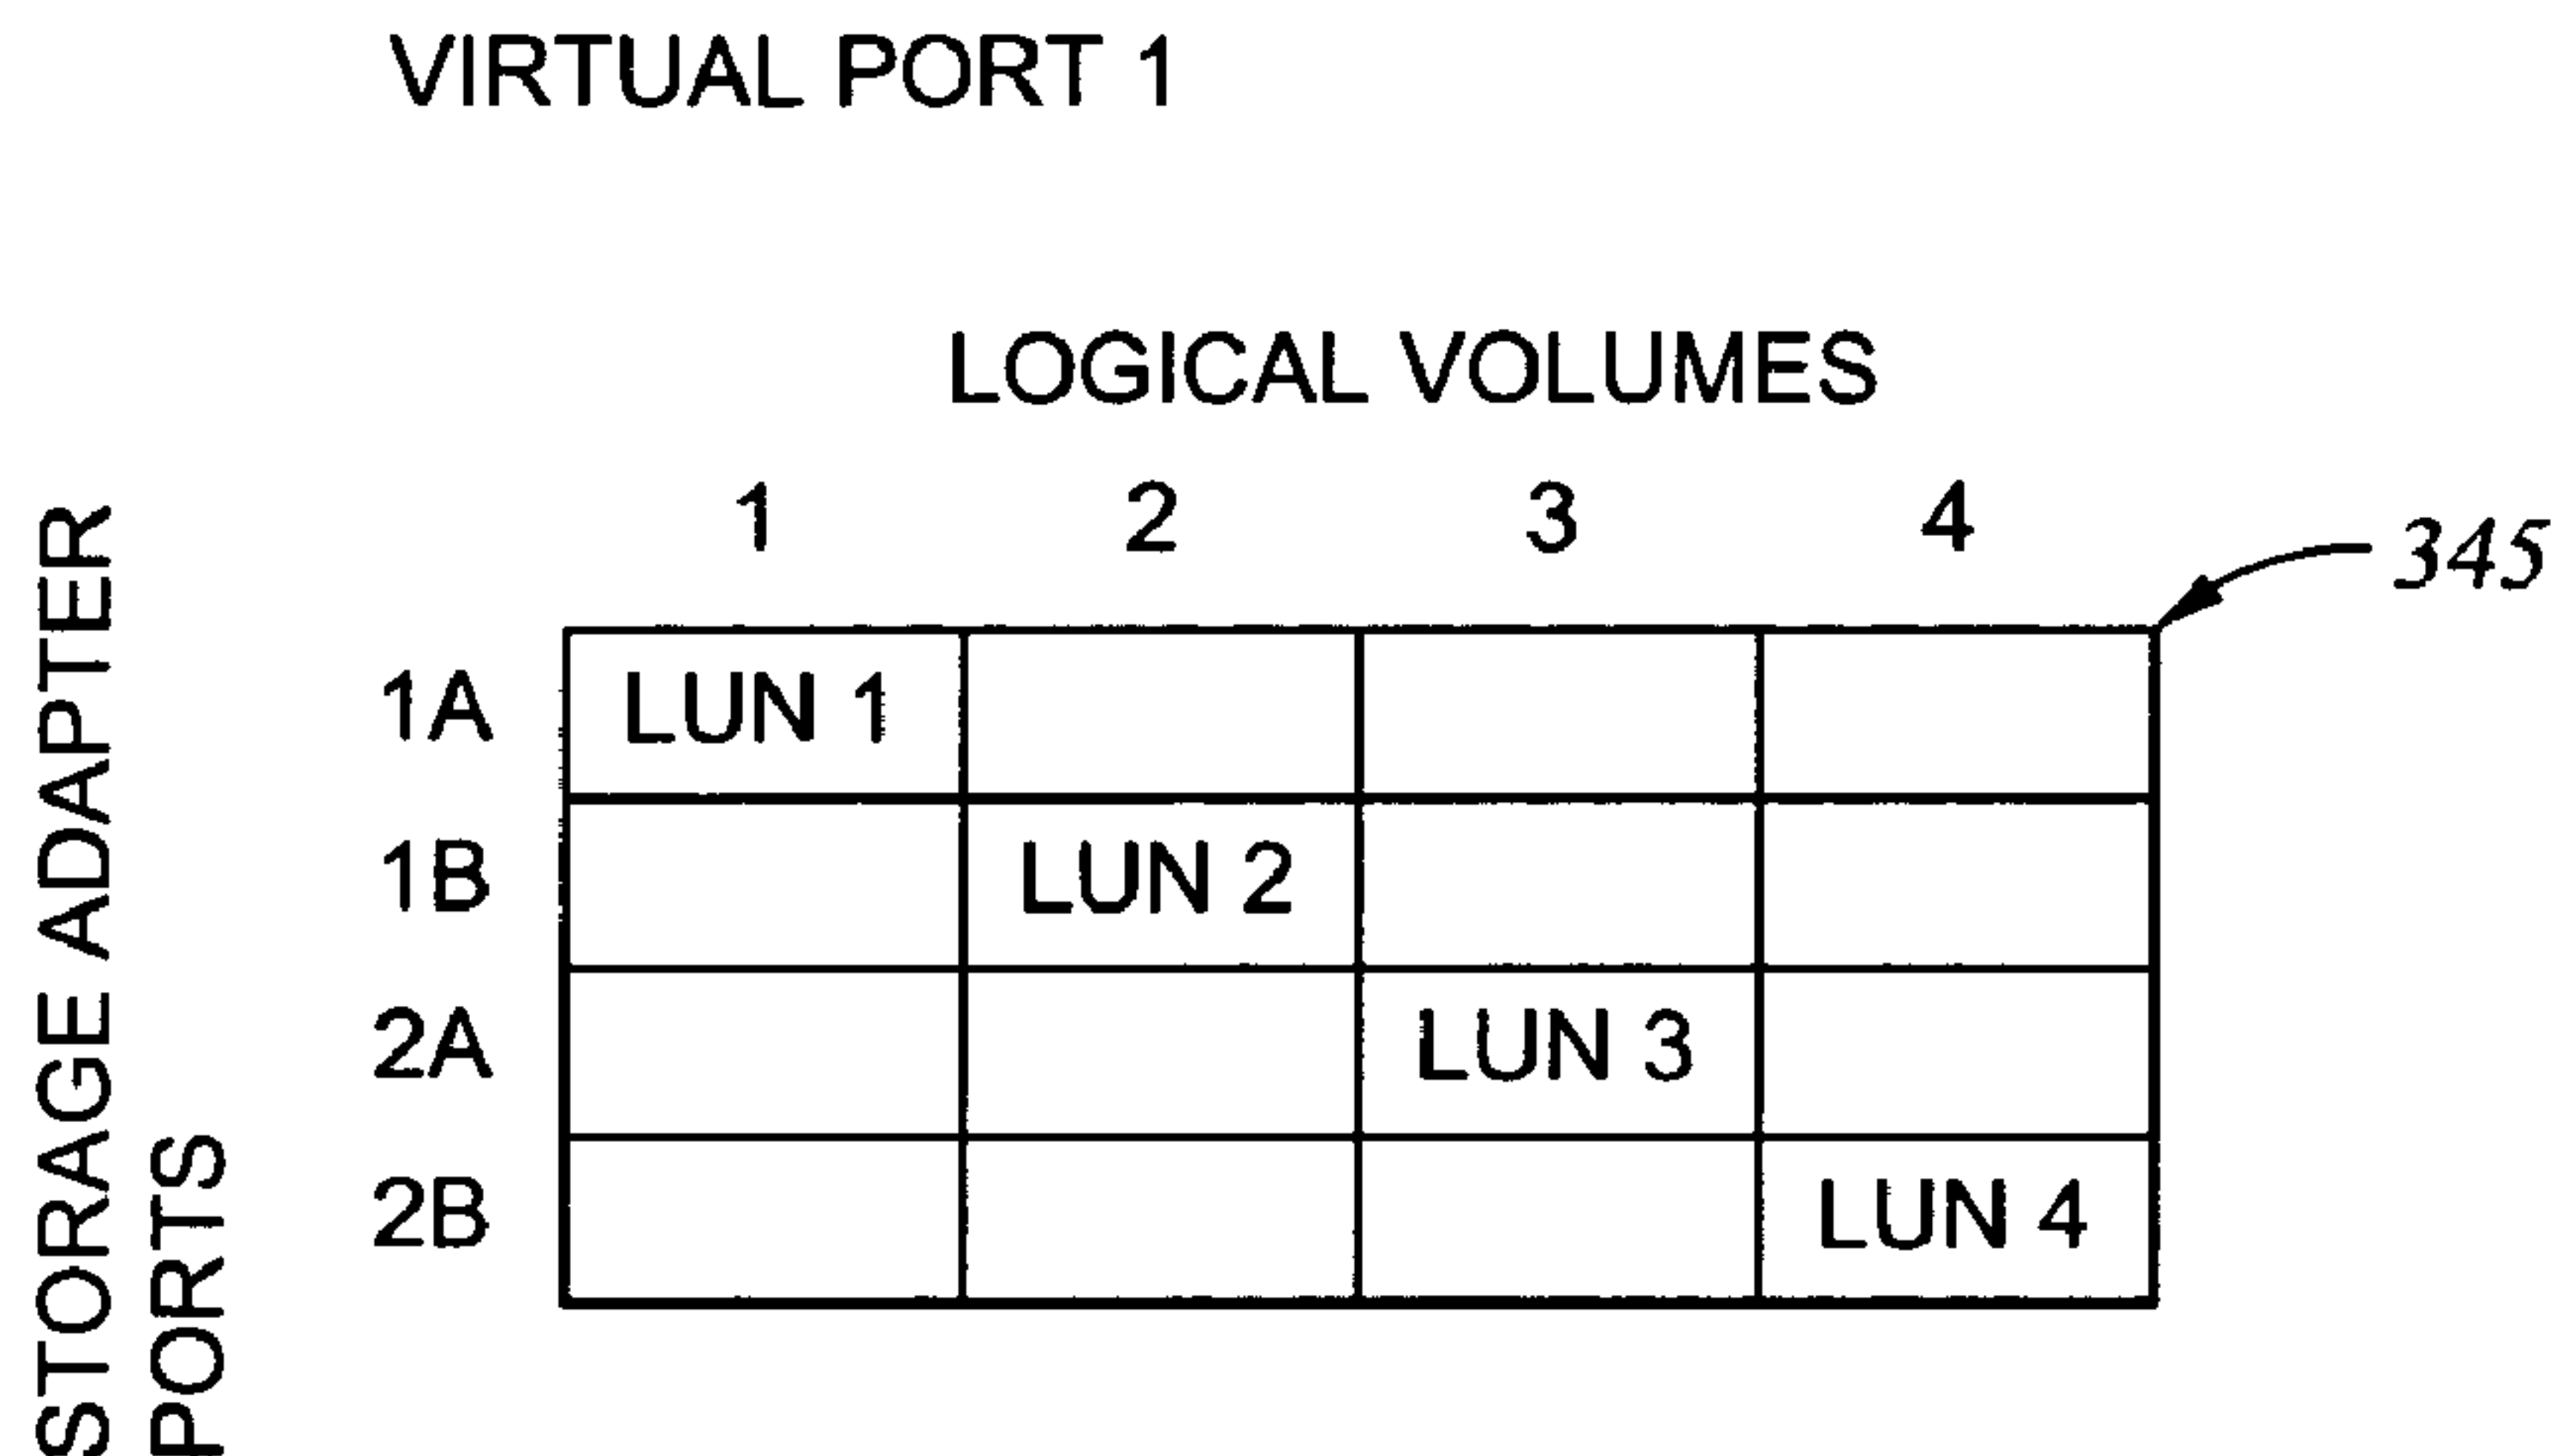 VIRTUAL PORT 1
LOGICAL VOLUMES
1 2 3 4
345
STORAGE ADAPTER
PORTS
1A LUN 1
1B LUN 2
2A LUN 3
2B LUN 4